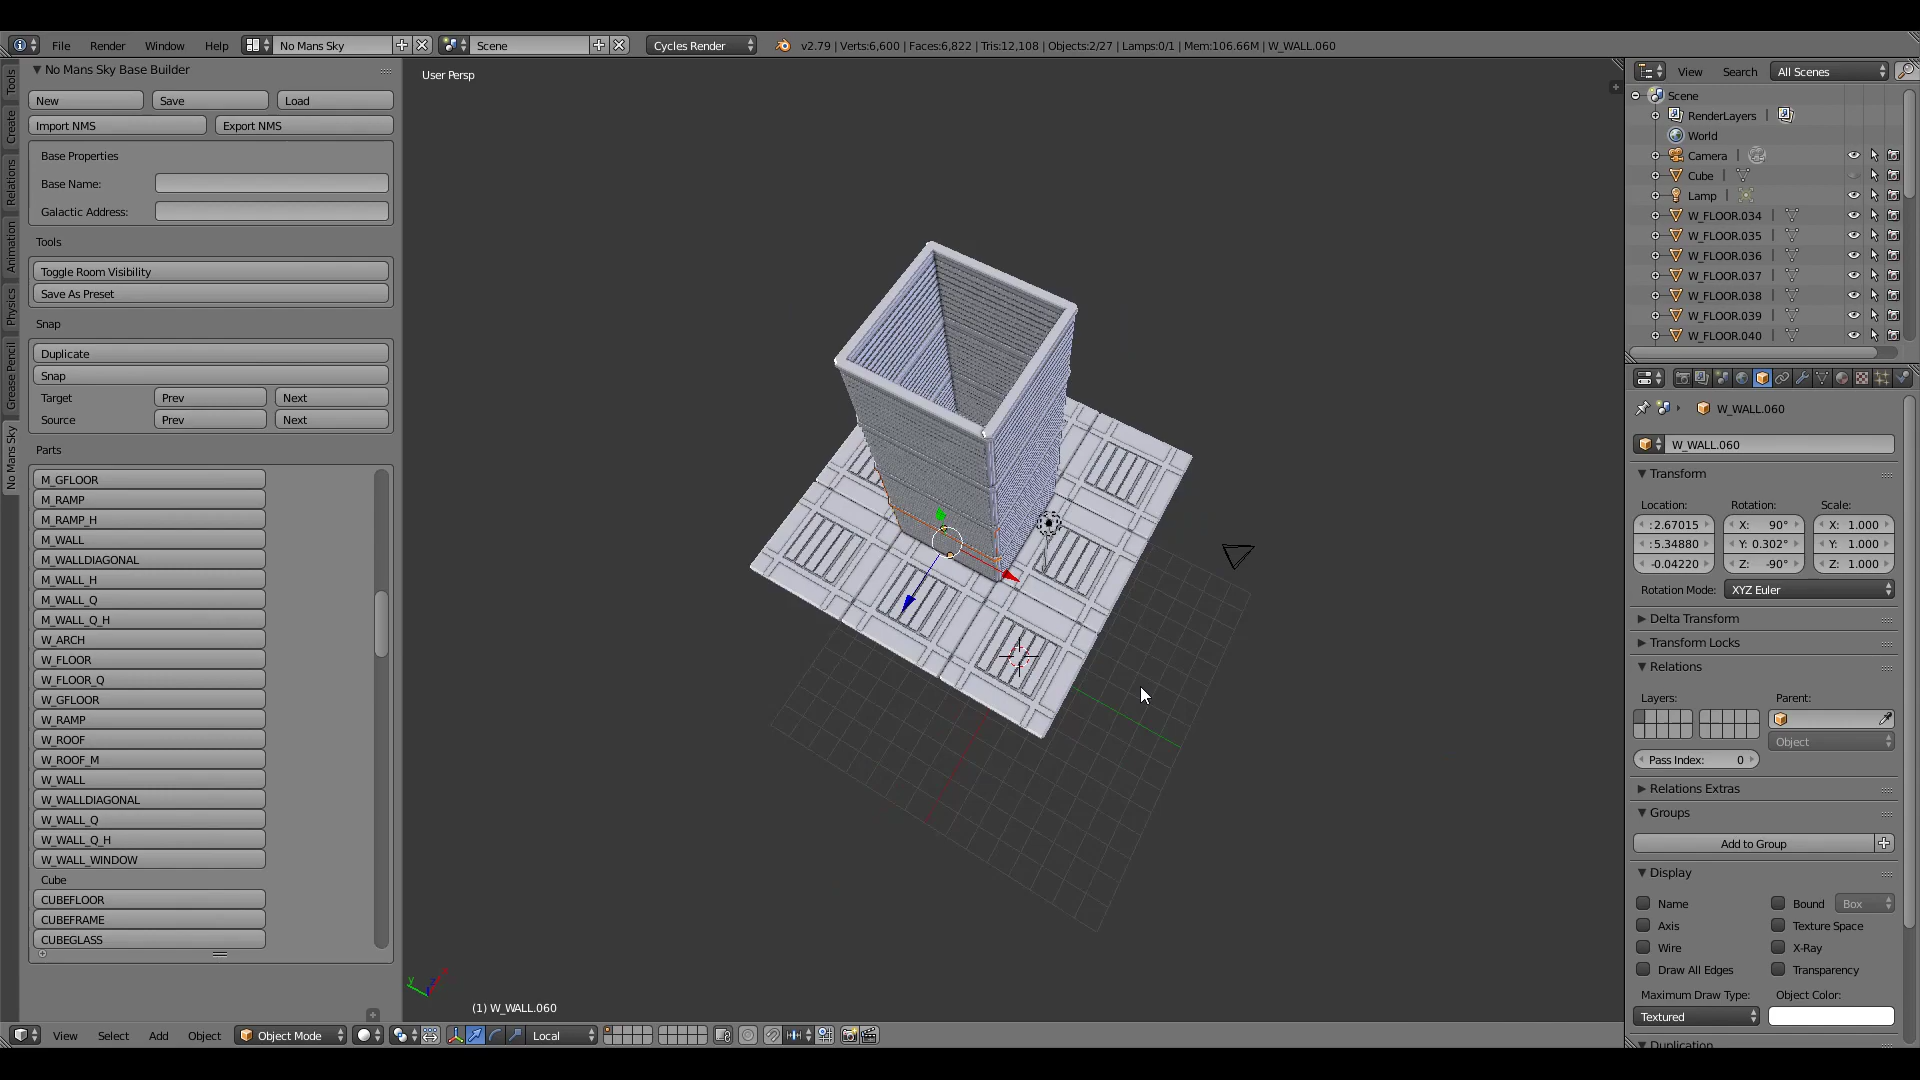 File Render Window Help No Mans Sky Scene Cycles Render v2.79 | Verts:6,600 | Faces:6,822 | Tris:12,108 | Objects:2/27 | Lamps:0/1 | Mem:106.66M | W_WALL.060
Tools
Create
Relations
Animation
Physics
Grease Pencil
No Mans Sky
No Mans Sky Base Builder
New Save Load
Import NMS Export NMS
Base Properties
Base Name:
Galactic Address:
Tools
Toggle Room Visibility
Save As Preset
Snap
Duplicate
Snap
Target Prev Next
Source Prev Next
Parts
M_GFLOOR
M_RAMP
M_RAMP_H
M_WALL
M_WALLDIAGONAL
M_WALL_H
M_WALL_Q
M_WALL_Q_H
W_ARCH
W_FLOOR
W_FLOOR_Q
W_GFLOOR
W_RAMP
W_ROOF
W_ROOF_M
W_WALL
W_WALLDIAGONAL
W_WALL_Q
W_WALL_Q_H
W_WALL_WINDOW
Cube
CUBEFLOOR
CUBEFRAME
CUBEGLASS
User Persp
(1) W_WALL.060
View Select Add Object Object Mode Local
View Search All Scenes
Scene
RenderLayers |
World
Camera |
Cube |
Lamp |
W_FLOOR.034 |
W_FLOOR.035 |
W_FLOOR.036 |
W_FLOOR.037 |
W_FLOOR.038 |
W_FLOOR.039 |
W_FLOOR.040 |
W_WALL.060
W_WALL.060
Transform
Location: Rotation: Scale:
:2.67015 X: 90° X: 1.000
:5.34880 Y: 0.302° Y: 1.000
-0.04220 Z: -90° Z: 1.000
Rotation Mode: XYZ Euler
Delta Transform
Transform Locks
Relations
Layers: Parent:
Object
Pass Index: 0
Relations Extras
Groups
Add to Group
Display
Name Bound Box
Axis Texture Space
Wire X-Ray
Draw All Edges Transparency
Maximum Draw Type: Object Color:
Textured
Duplication